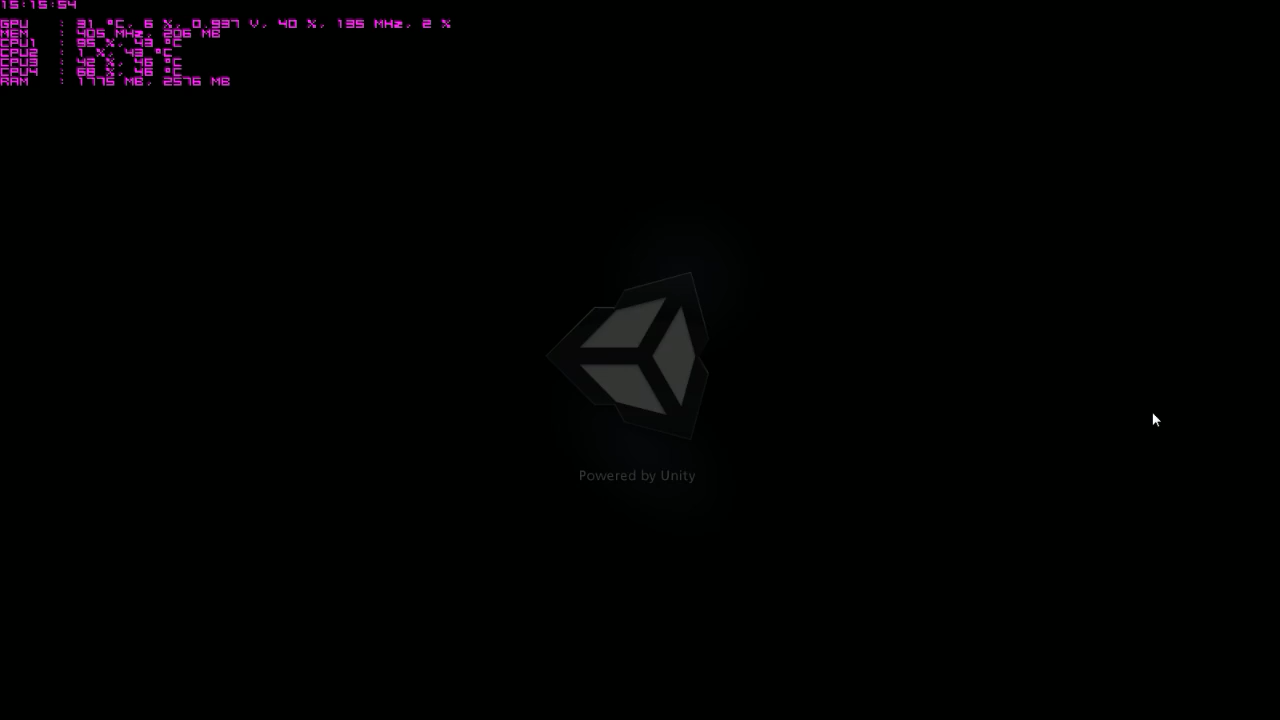 15:15:54
GPU : 31 °C, 6 %, 0.937 V, 40 %, 135 MHz, 2 %
MEM : 405 MHz, 206 MB
CPU1 : 95 %, 43 °C
CPU2 : 1 %, 43 °C
CPU3 : 42 %, 46 °C
CPU4 : 68 %, 46 °C
RAM : 1775 MB, 2576 MB
Powered by Unity